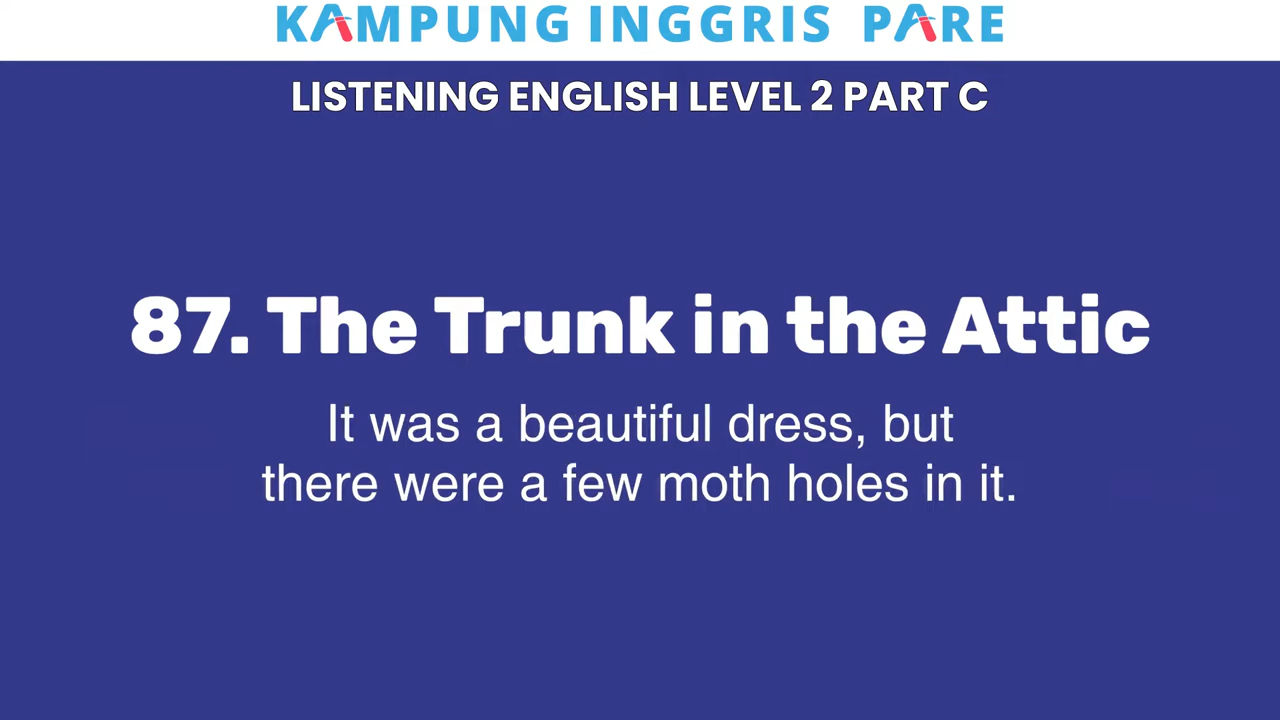 KAMPUNG INGGRIS PARE
LISTENING ENGLISH LEVEL 2 PART C
87. The Trunk in the Attic
It was a beautiful dress, but
there were a few moth holes in it.